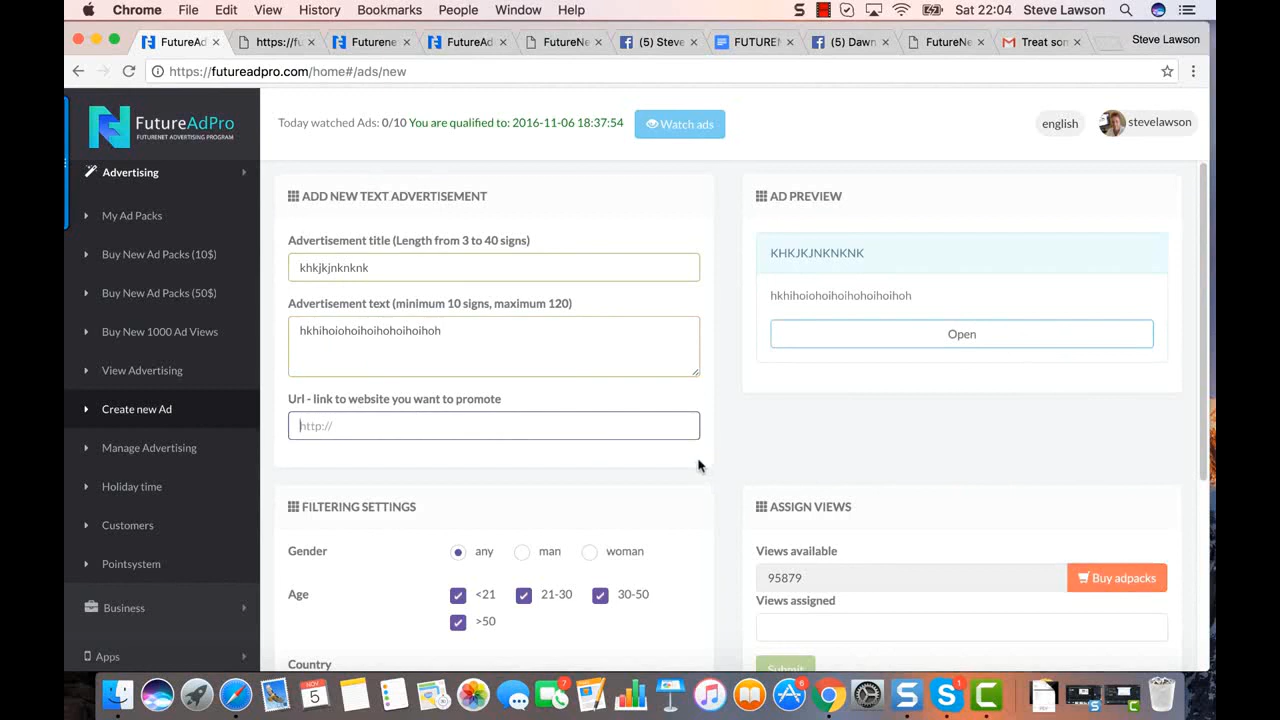 Chrome File Edit View History Bookmarks People Window Help Sat 22:04 Steve Lawson
FutureAd https://fu Futurene FutureAd FutureNe (5) Steve FUTURE (5) Dawn FutureNe Treat son Steve Lawson
https://futureadpro.com/home#/ads/new
FutureAdPro
FUTURENET ADVERTISING PROGRAM
Today watched Ads: 0/10 You are qualified to: 2016-11-06 18:37:54 Watch ads english stevelawson
Advertising
My Ad Packs
Buy New Ad Packs (10$)
Buy New Ad Packs (50$)
Buy New 1000 Ad Views
View Advertising
Create new Ad
Manage Advertising
Holiday time
Customers
Pointsystem
Business
Apps
ADD NEW TEXT ADVERTISEMENT
Advertisement title (Length from 3 to 40 signs)
khkjkjnknknk
Advertisement text (minimum 10 signs, maximum 120)
hkhihoiohoihoihohoihoihoh
Url - link to website you want to promote
http://
AD PREVIEW
KHKJKJNKNKNK
hkhihoiohoihoihohoihoihoh
Open
FILTERING SETTINGS
Gender any man woman
Age <21 21-30 30-50
>50
Country
ASSIGN VIEWS
Views available
95879 Buy adpacks
Views assigned
Submit
NOV
5
7
6
1